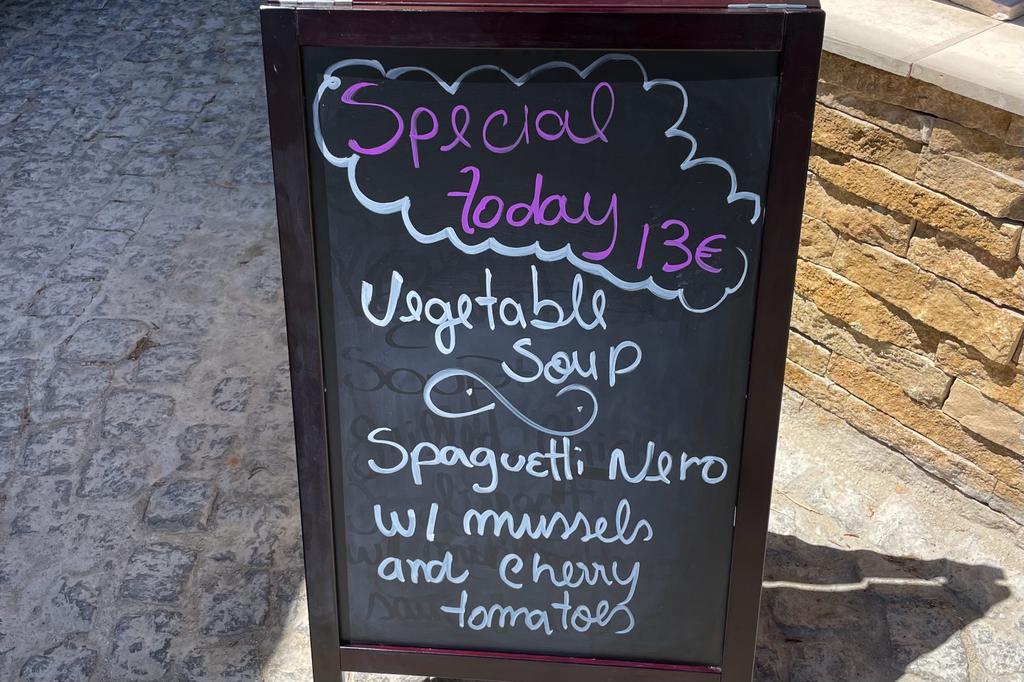 Special
today 13€
Vegetable
Soup
Spaguetti Nero
w/ mussels
and cherry
tomatoes